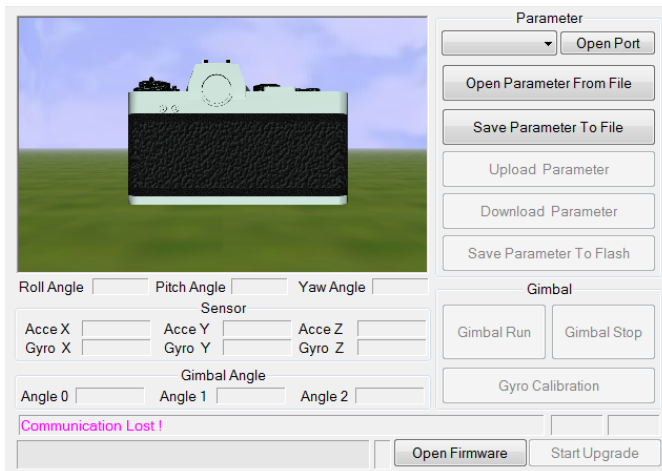 Parameter
Open Port
Open Parameter From File
Save Parameter To File
Upload Parameter
Download Parameter
Save Parameter To Flash
Roll Angle Pitch Angle Yaw Angle
Sensor
Acce X Acce Y Acce Z
Gyro X Gyro Y Gyro Z
Gimbal Angle
Angle 0 Angle 1 Angle 2
Gimbal
Gimbal Run Gimbal Stop
Gyro Calibration
Communication Lost !
Open Firmware Start Upgrade